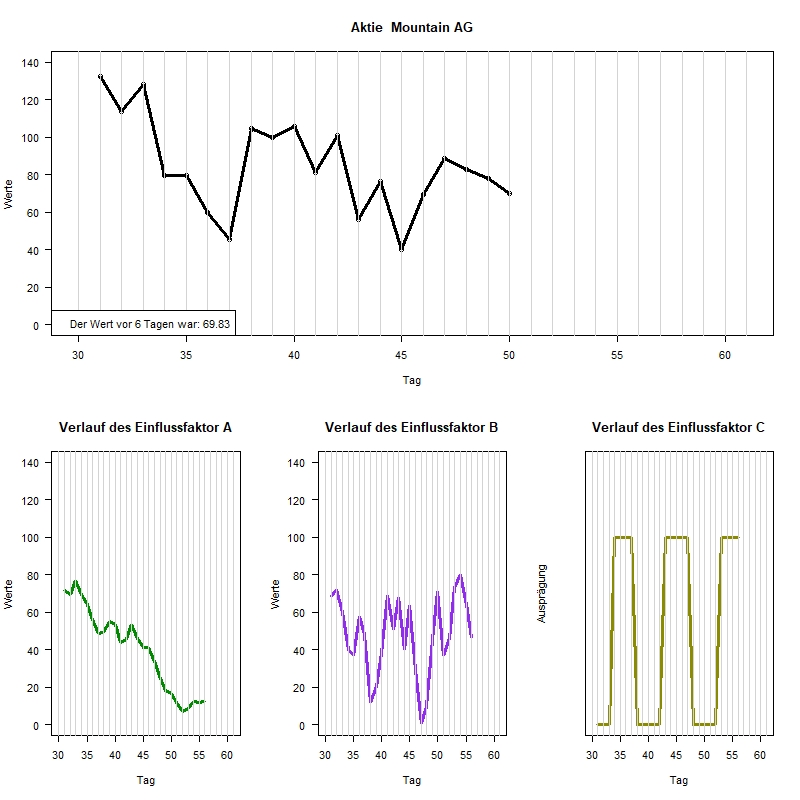 Aktie  Mountain AG
Werte
140
120
100
80
60
40
20
0
Der Wert vor 6 Tagen war: 69.83
30 35 40 45 50 55 60
Tag
Verlauf des Einflussfaktor A
Werte
140
120
100
80
60
40
20
0
30 35 40 45 50 55 60
Tag
Verlauf des Einflussfaktor B
Werte
140
120
100
80
60
40
20
0
30 35 40 45 50 55 60
Tag
Verlauf des Einflussfaktor C
Ausprägung
30 35 40 45 50 55 60
Tag